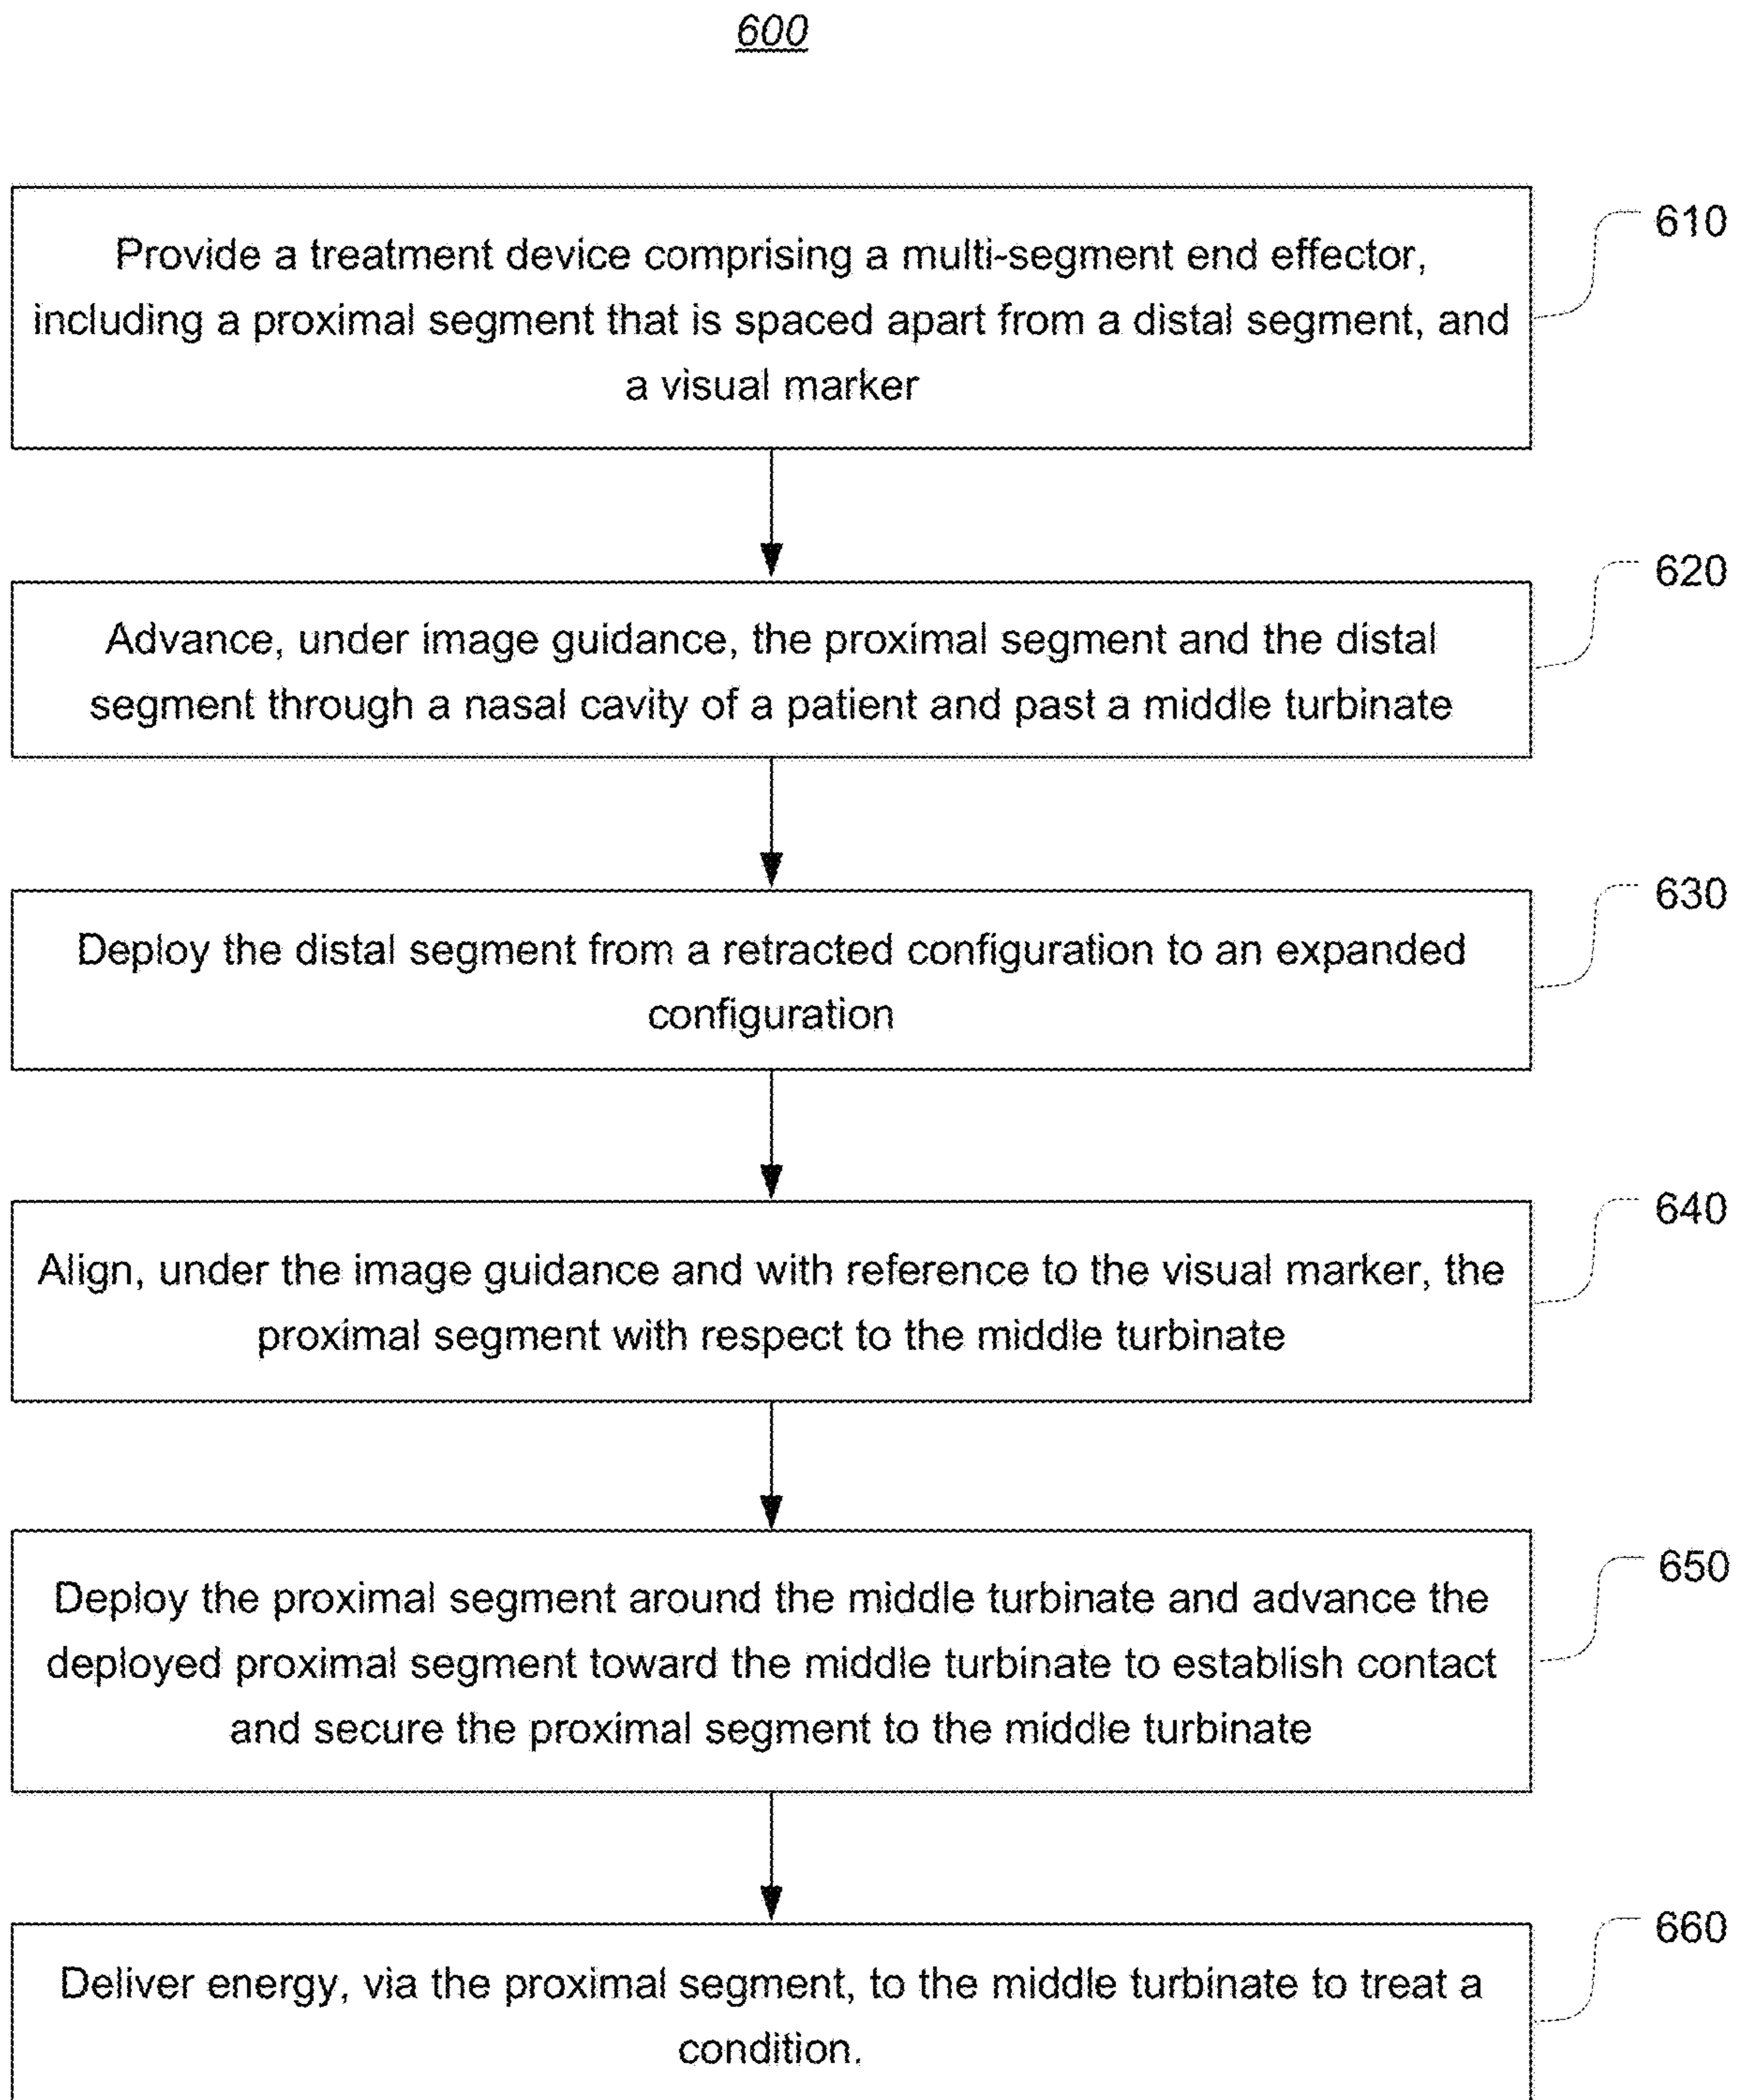 600
Provide a treatment device comprising a multi-segment end effector,
including a proximal segment that is spaced apart from a distal segment, and
a visual marker
610
Advance, under image guidance, the proximal segment and the distal
segment through a nasal cavity of a patient and past a middle turbinate
620
Deploy the distal segment from a retracted configuration to an expanded
configuration
630
Align, under the image guidance and with reference to the visual marker, the
proximal segment with respect to the middle turbinate
640
Deploy the proximal segment around the middle turbinate and advance the
deployed proximal segment toward the middle turbinate to establish contact
and secure the proximal segment to the middle turbinate
650
Deliver energy, via the proximal segment, to the middle turbinate to treat a
condition.
660